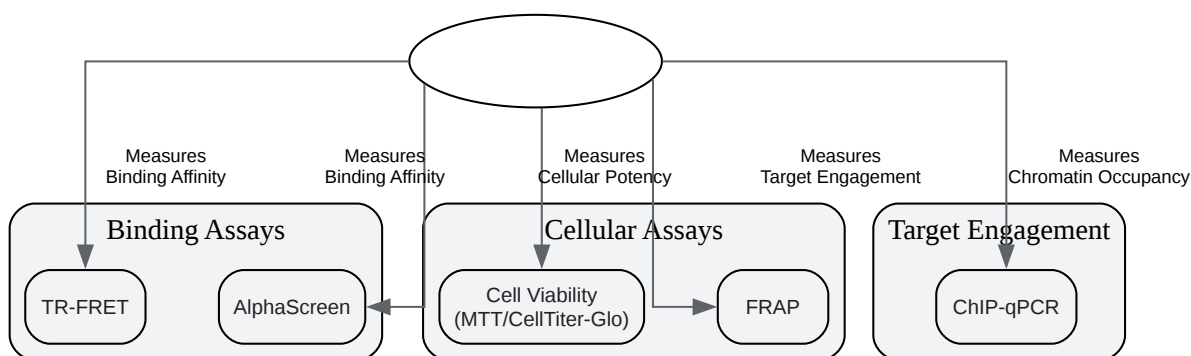 Measures
Binding Affinity
Measures
Binding Affinity
Measures
Cellular Potency
Measures
Target Engagement
Measures
Chromatin Occupancy
Binding Assays
Cellular Assays
Target Engagement
TR-FRET
AlphaScreen
Cell Viability
(MTT/CellTiter-Glo)
FRAP
ChIP-qPCR